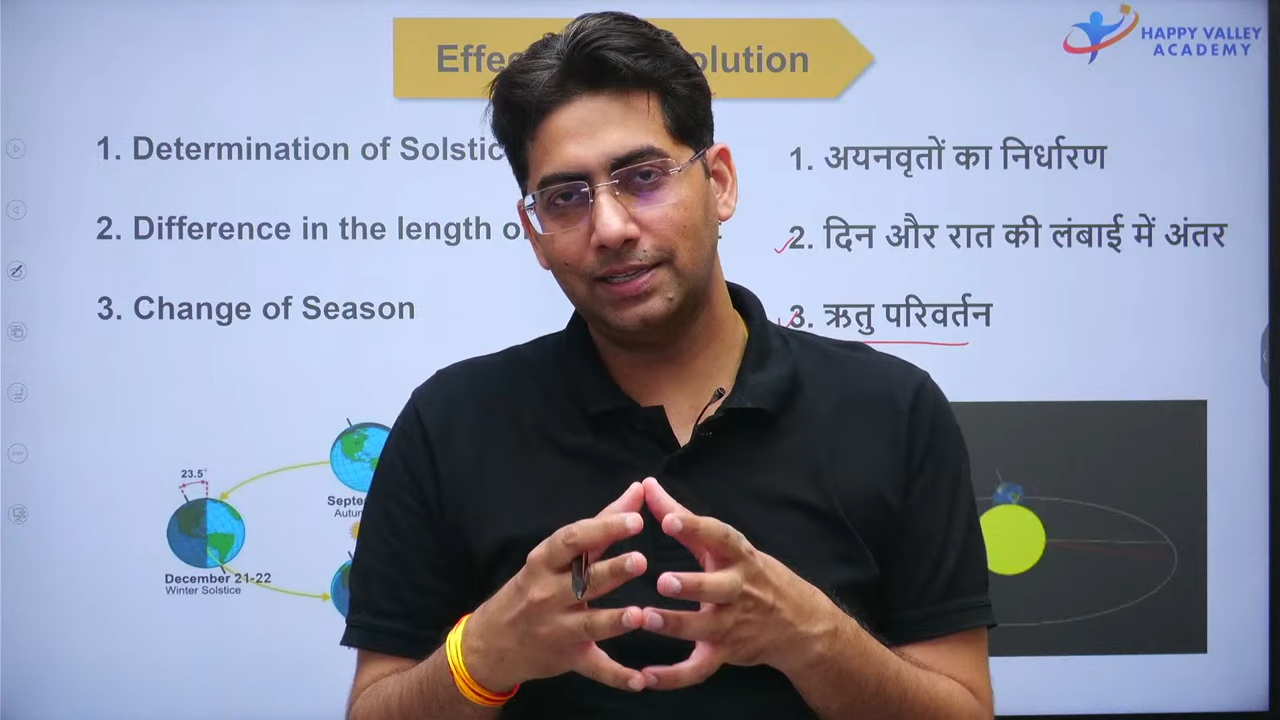 Effec olution
HAPPY VALLEY
ACADEMY
1. Determination of Solstic
2. Difference in the length o
3. Change of Season
1. अयनवृतों का निर्धारण
2. दिन और रात की लंबाई में अंतर
3. ऋतु परिवर्तन
23.5°
Septe
Autu
December 21-22
Winter Solstice